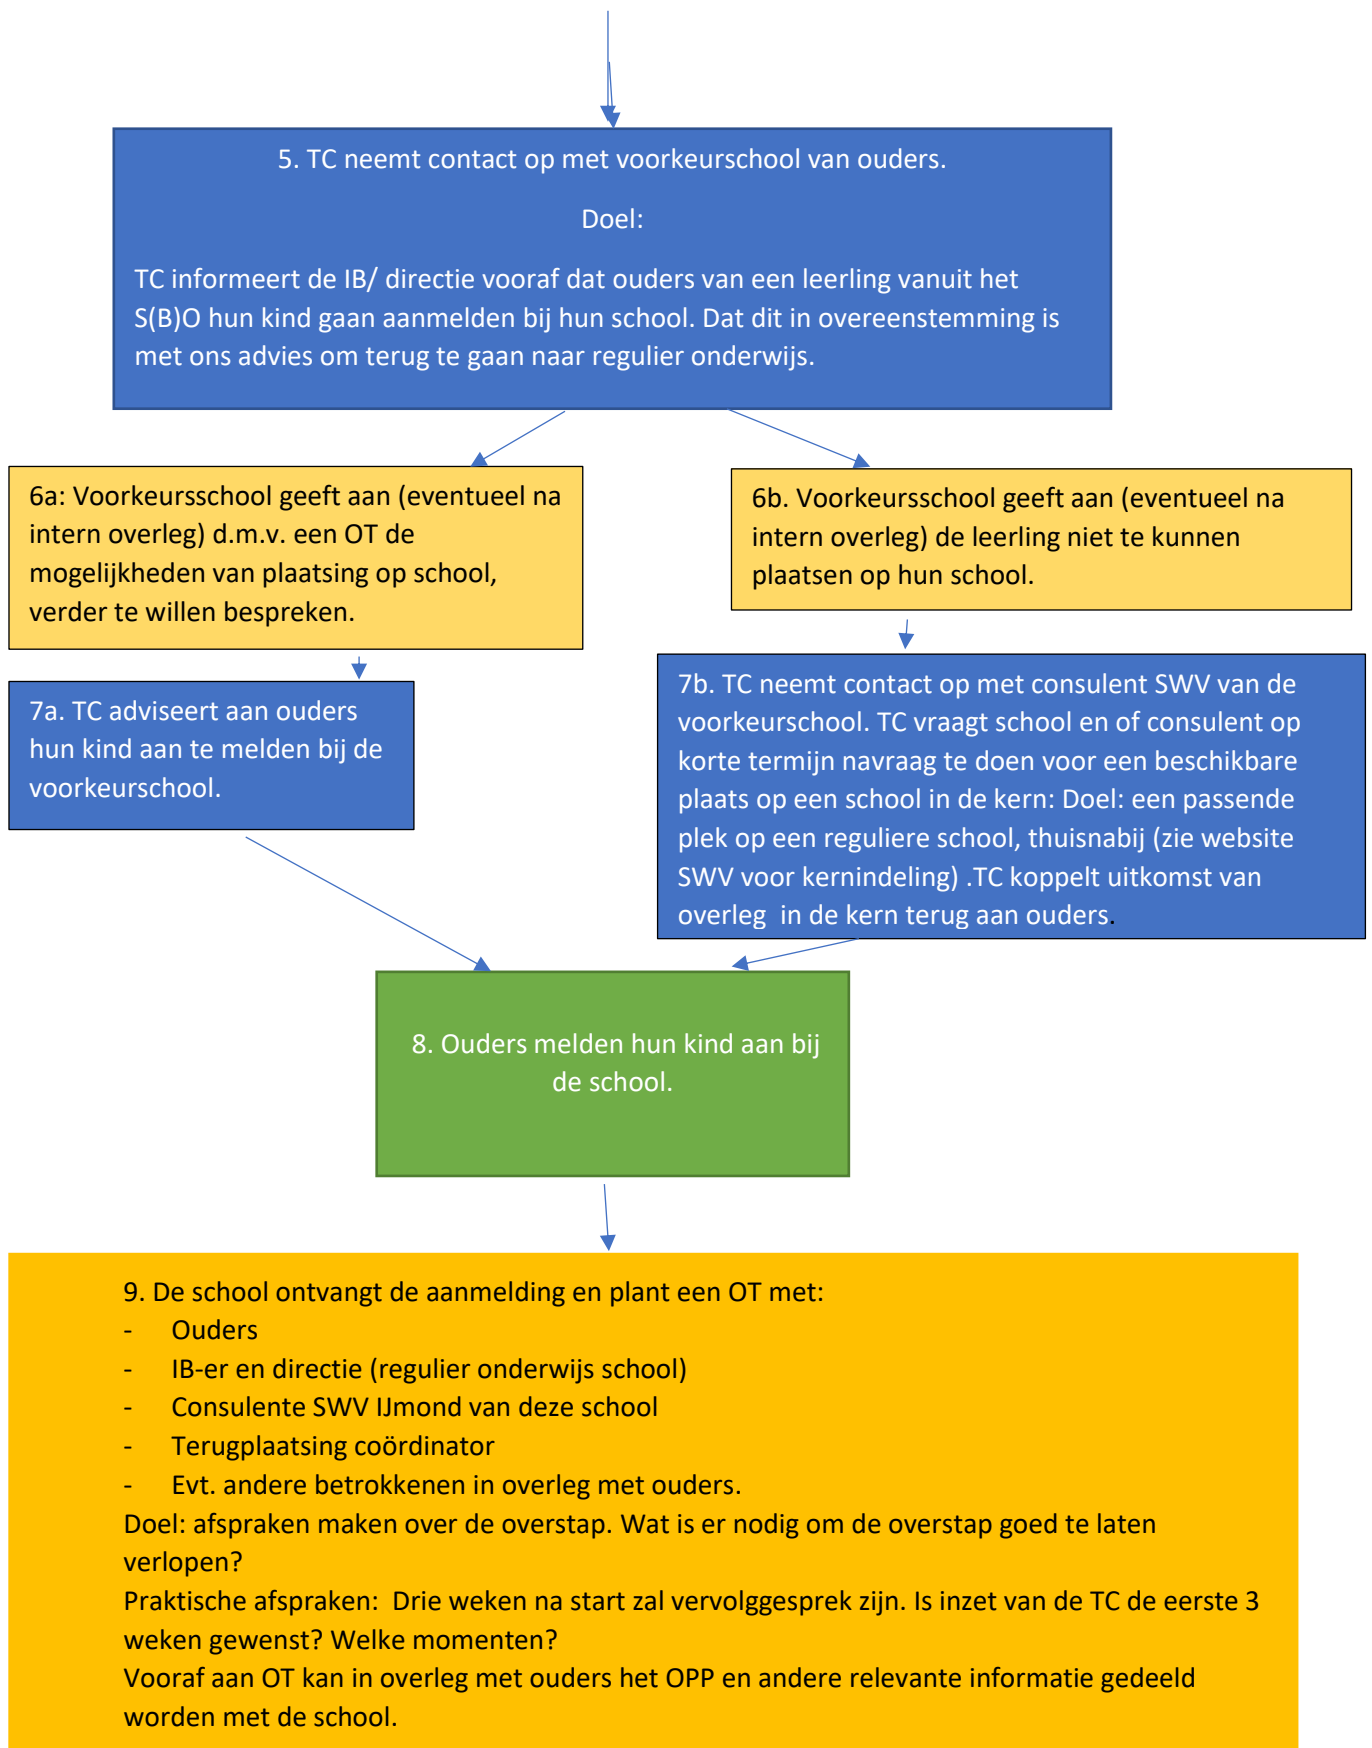 5. TC neemt contact op met voorkeurschool van ouders.
Doel:
TC informeert de IB/ directie vooraf dat ouders van een leerling vanuit het
S(B)O hun kind gaan aanmelden bij hun school. Dat dit in overeenstemming is
met ons advies om terug te gaan naar regulier onderwijs.
6a: Voorkeursschool geeft aan (eventueel na
intern overleg) d.m.v. een OT de
mogelijkheden van plaatsing op school,
verder te willen bespreken.
6b. Voorkeursschool geeft aan (eventueel na
intern overleg) de leerling niet te kunnen
plaatsen op hun school.
7a. TC adviseert aan ouders
hun kind aan te melden bij de
voorkeurschool.
7b. TC neemt contact op met consulent SWV van de
voorkeurschool. TC vraagt school en of consulent op
korte termijn navraag te doen voor een beschikbare
plaats op een school in de kern: Doel: een passende
plek op een reguliere school, thuisnabij (zie website
SWV voor kernindeling) .TC koppelt uitkomst van
overleg  in de kern terug aan ouders.
8. Ouders melden hun kind aan bij
de school.
9. De school ontvangt de aanmelding en plant een OT met:
- Ouders
- IB-er en directie (regulier onderwijs school)
- Consulente SWV IJmond van deze school
- Terugplaatsing coördinator
- Evt. andere betrokkenen in overleg met ouders.
Doel: afspraken maken over de overstap. Wat is er nodig om de overstap goed te laten
verlopen?
Praktische afspraken:  Drie weken na start zal vervolggesprek zijn. Is inzet van de TC de eerste 3
weken gewenst? Welke momenten?
Vooraf aan OT kan in overleg met ouders het OPP en andere relevante informatie gedeeld
worden met de school.